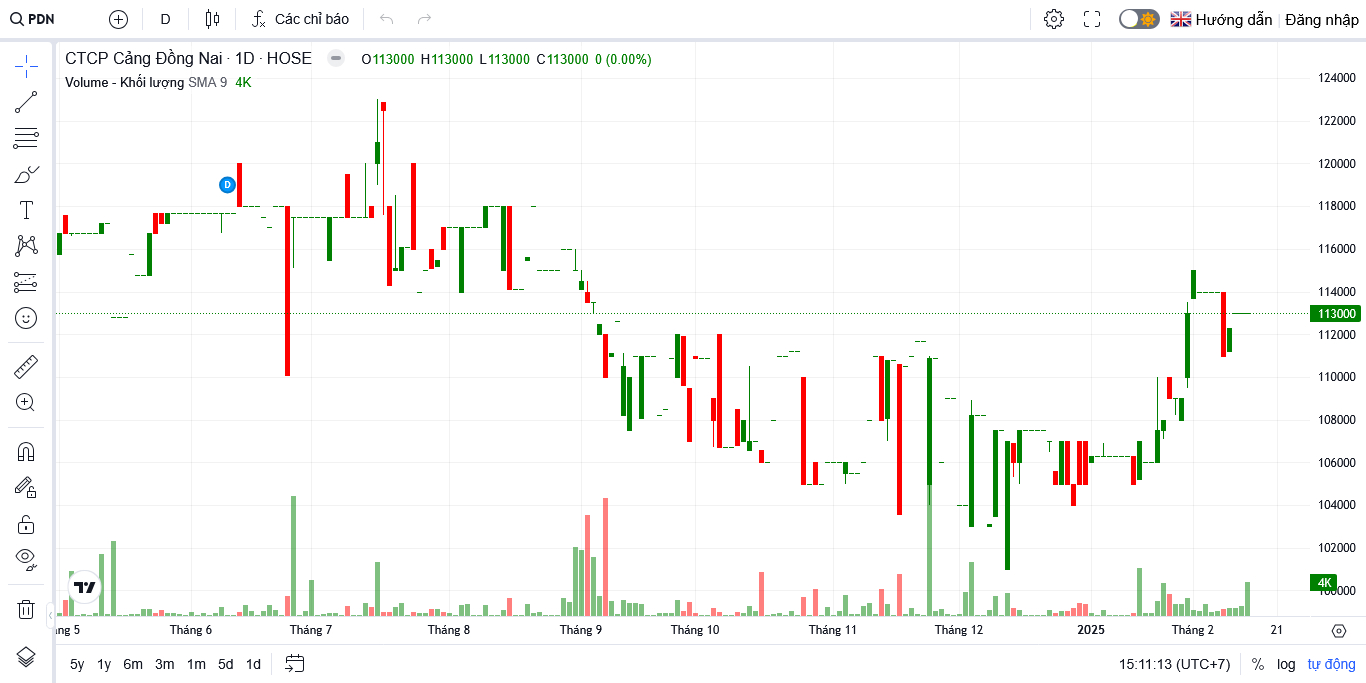 PDN D Các chỉ báo Hướng dẫn Đăng nhập
CTCP Cảng Đồng Nai · 1D · HOSE O113000 H113000 L113000 C113000 0 (0.00%)
Volume - Khối lượng SMA 9 4K
124000
122000
120000
D
118000
116000
114000
113000
112000
110000
108000
106000
104000
102000
4K
100000
ng 5 Tháng 6 Tháng 7 Tháng 8 Tháng 9 Tháng 10 Tháng 11 Tháng 12 2025 Tháng 2 21
5y 1y 6m 3m 1m 5d 1d 15:11:13 (UTC+7) % log tự động